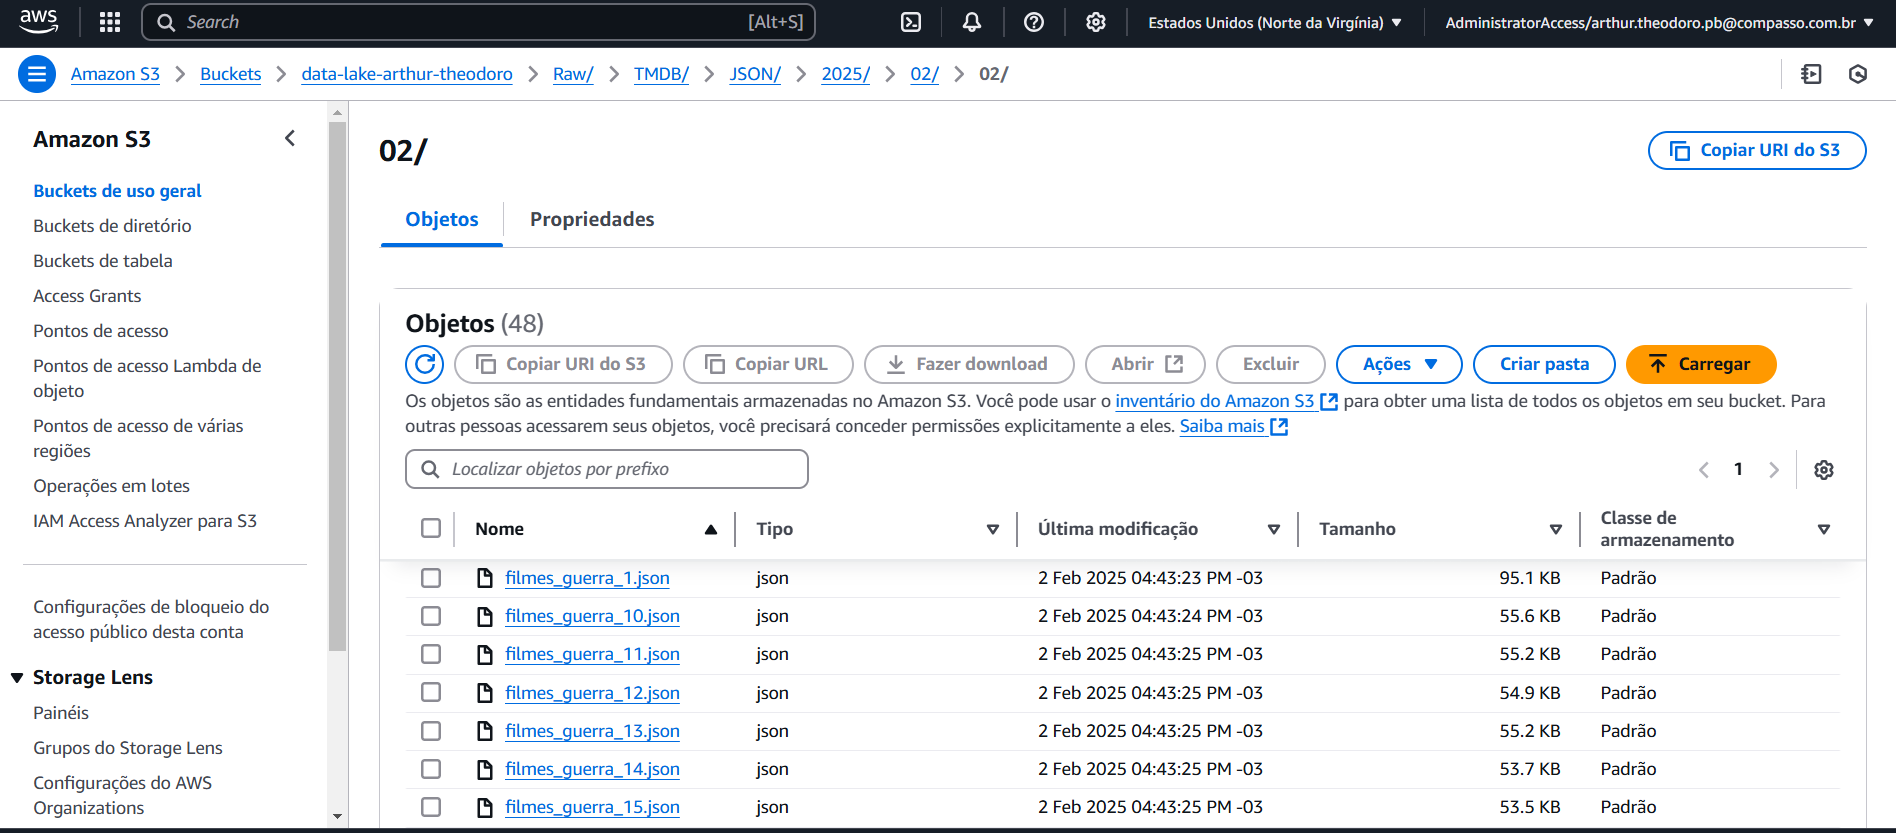 aws
Search [Alt+S]
Estados Unidos (Norte da Virgínia)
AdministratorAccess/arthur.theodoro.pb@compasso.com.br
Amazon S3 Buckets data-lake-arthur-theodoro Raw/ TMDB/ JSON/ 2025/ 02/ 02/
Amazon S3
Buckets de uso geral
Buckets de diretório
Buckets de tabela
Access Grants
Pontos de acesso
Pontos de acesso Lambda de
objeto
Pontos de acesso de várias
regiões
Operações em lotes
IAM Access Analyzer para S3
Configurações de bloqueio do
acesso público desta conta
Storage Lens
Painéis
Grupos do Storage Lens
Configurações do AWS
Organizations
02/
Copiar URI do S3
Objetos Propriedades
Objetos (48)
Copiar URI do S3 Copiar URL Fazer download Abrir Excluir Ações Criar pasta Carregar
Os objetos são as entidades fundamentais armazenadas no Amazon S3. Você pode usar o inventário do Amazon S3 para obter uma lista de todos os objetos em seu bucket. Para
outras pessoas acessarem seus objetos, você precisará conceder permissões explicitamente a eles. Saiba mais
Localizar objetos por prefixo
1
Nome Tipo Última modificação Tamanho Classe de
armazenamento
filmes_guerra_1.json json 2 Feb 2025 04:43:23 PM -03 95.1 KB Padrão
filmes_guerra_10.json json 2 Feb 2025 04:43:24 PM -03 55.6 KB Padrão
filmes_guerra_11.json json 2 Feb 2025 04:43:25 PM -03 55.2 KB Padrão
filmes_guerra_12.json json 2 Feb 2025 04:43:25 PM -03 54.9 KB Padrão
filmes_guerra_13.json json 2 Feb 2025 04:43:25 PM -03 55.2 KB Padrão
filmes_guerra_14.json json 2 Feb 2025 04:43:25 PM -03 53.7 KB Padrão
filmes_guerra_15.json json 2 Feb 2025 04:43:25 PM -03 53.5 KB Padrão